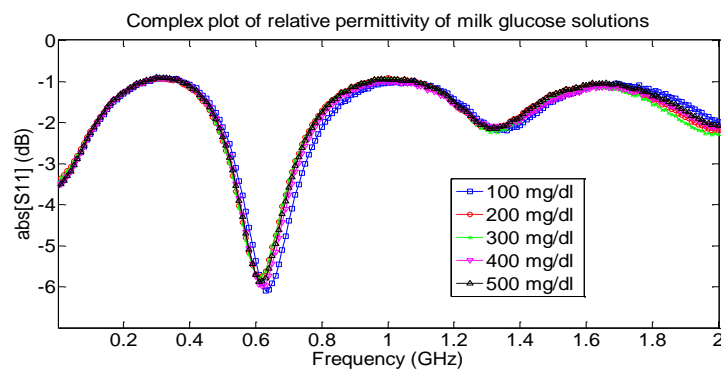 Complex plot of relative permittivity of milk glucose solutions
0
-1
-2
-3
-4
-5
-6
abs[S11] (dB)
100 mg/dl
200 mg/dl
300 mg/dl
400 mg/dl
500 mg/dl
0.2 0.4 0.6 0.8 1 1.2 1.4 1.6 1.8 2
Frequency (GHz)